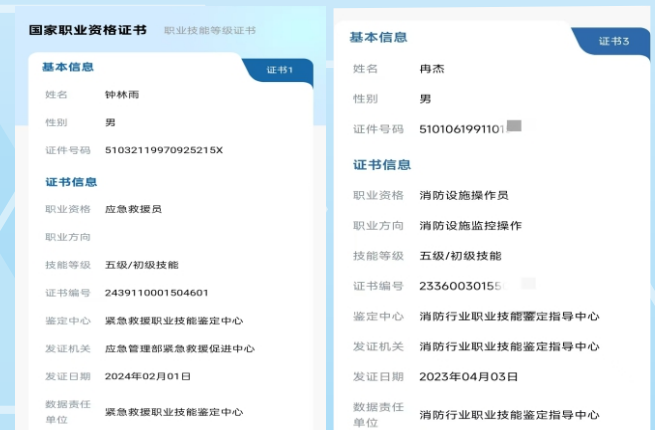 国家职业资格证书 职业技能等级证书
基本信息
证书1
姓名 钟林雨
性别 男
证件号码 51032119970925215X
证书信息
职业资格 应急救援员
职业方向
技能等级 五级/初级技能
证书编号 2439110001504601
鉴定中心 紧急救援职业技能鉴定中心
发证机关 应急管理部紧急救援促进中心
发证日期 2024年02月01日
数据责任
单位
紧急救援职业技能鉴定中心
基本信息
证书3
姓名 冉杰
性别 男
证件号码 5101061991101
证书信息
职业资格 消防设施操作员
职业方向 消防设施监控操作
技能等级 五级/初级技能
证书编号 23360030155
鉴定中心 消防行业职业技能鉴定指导中心
发证机关 消防行业职业技能鉴定指导中心
发证日期 2023年04月03日
数据责任
单位
消防行业职业技能鉴定指导中心